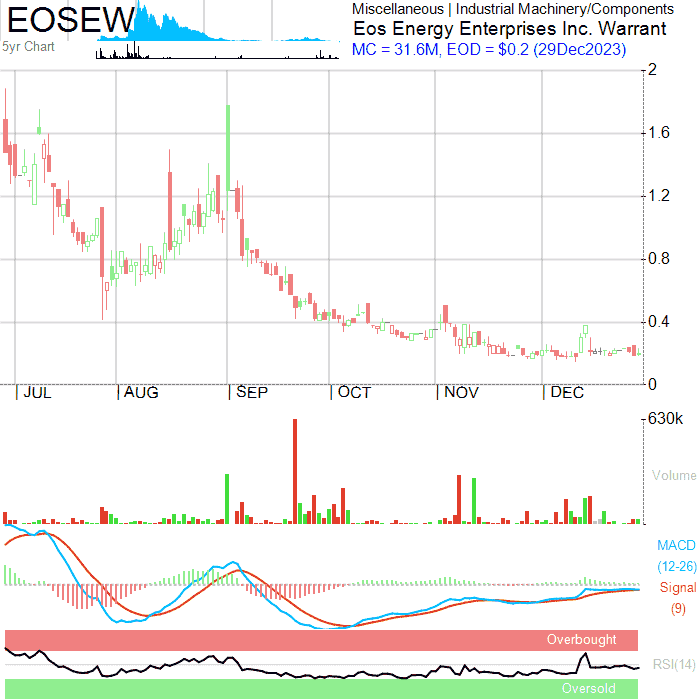 EOSEW
5yr Chart
Miscellaneous | Industrial Machinery/Components
Eos Energy Enterprises Inc. Warrant
MC = 31.6M, EOD = $0.2 (29Dec2023)
2
1.6
1.2
0.8
0.4
0
JUL AUG SEP OCT NOV DEC
630k
Volume
MACD
(12-26)
Signal
(9)
Overbought
RSI(14)
Oversold